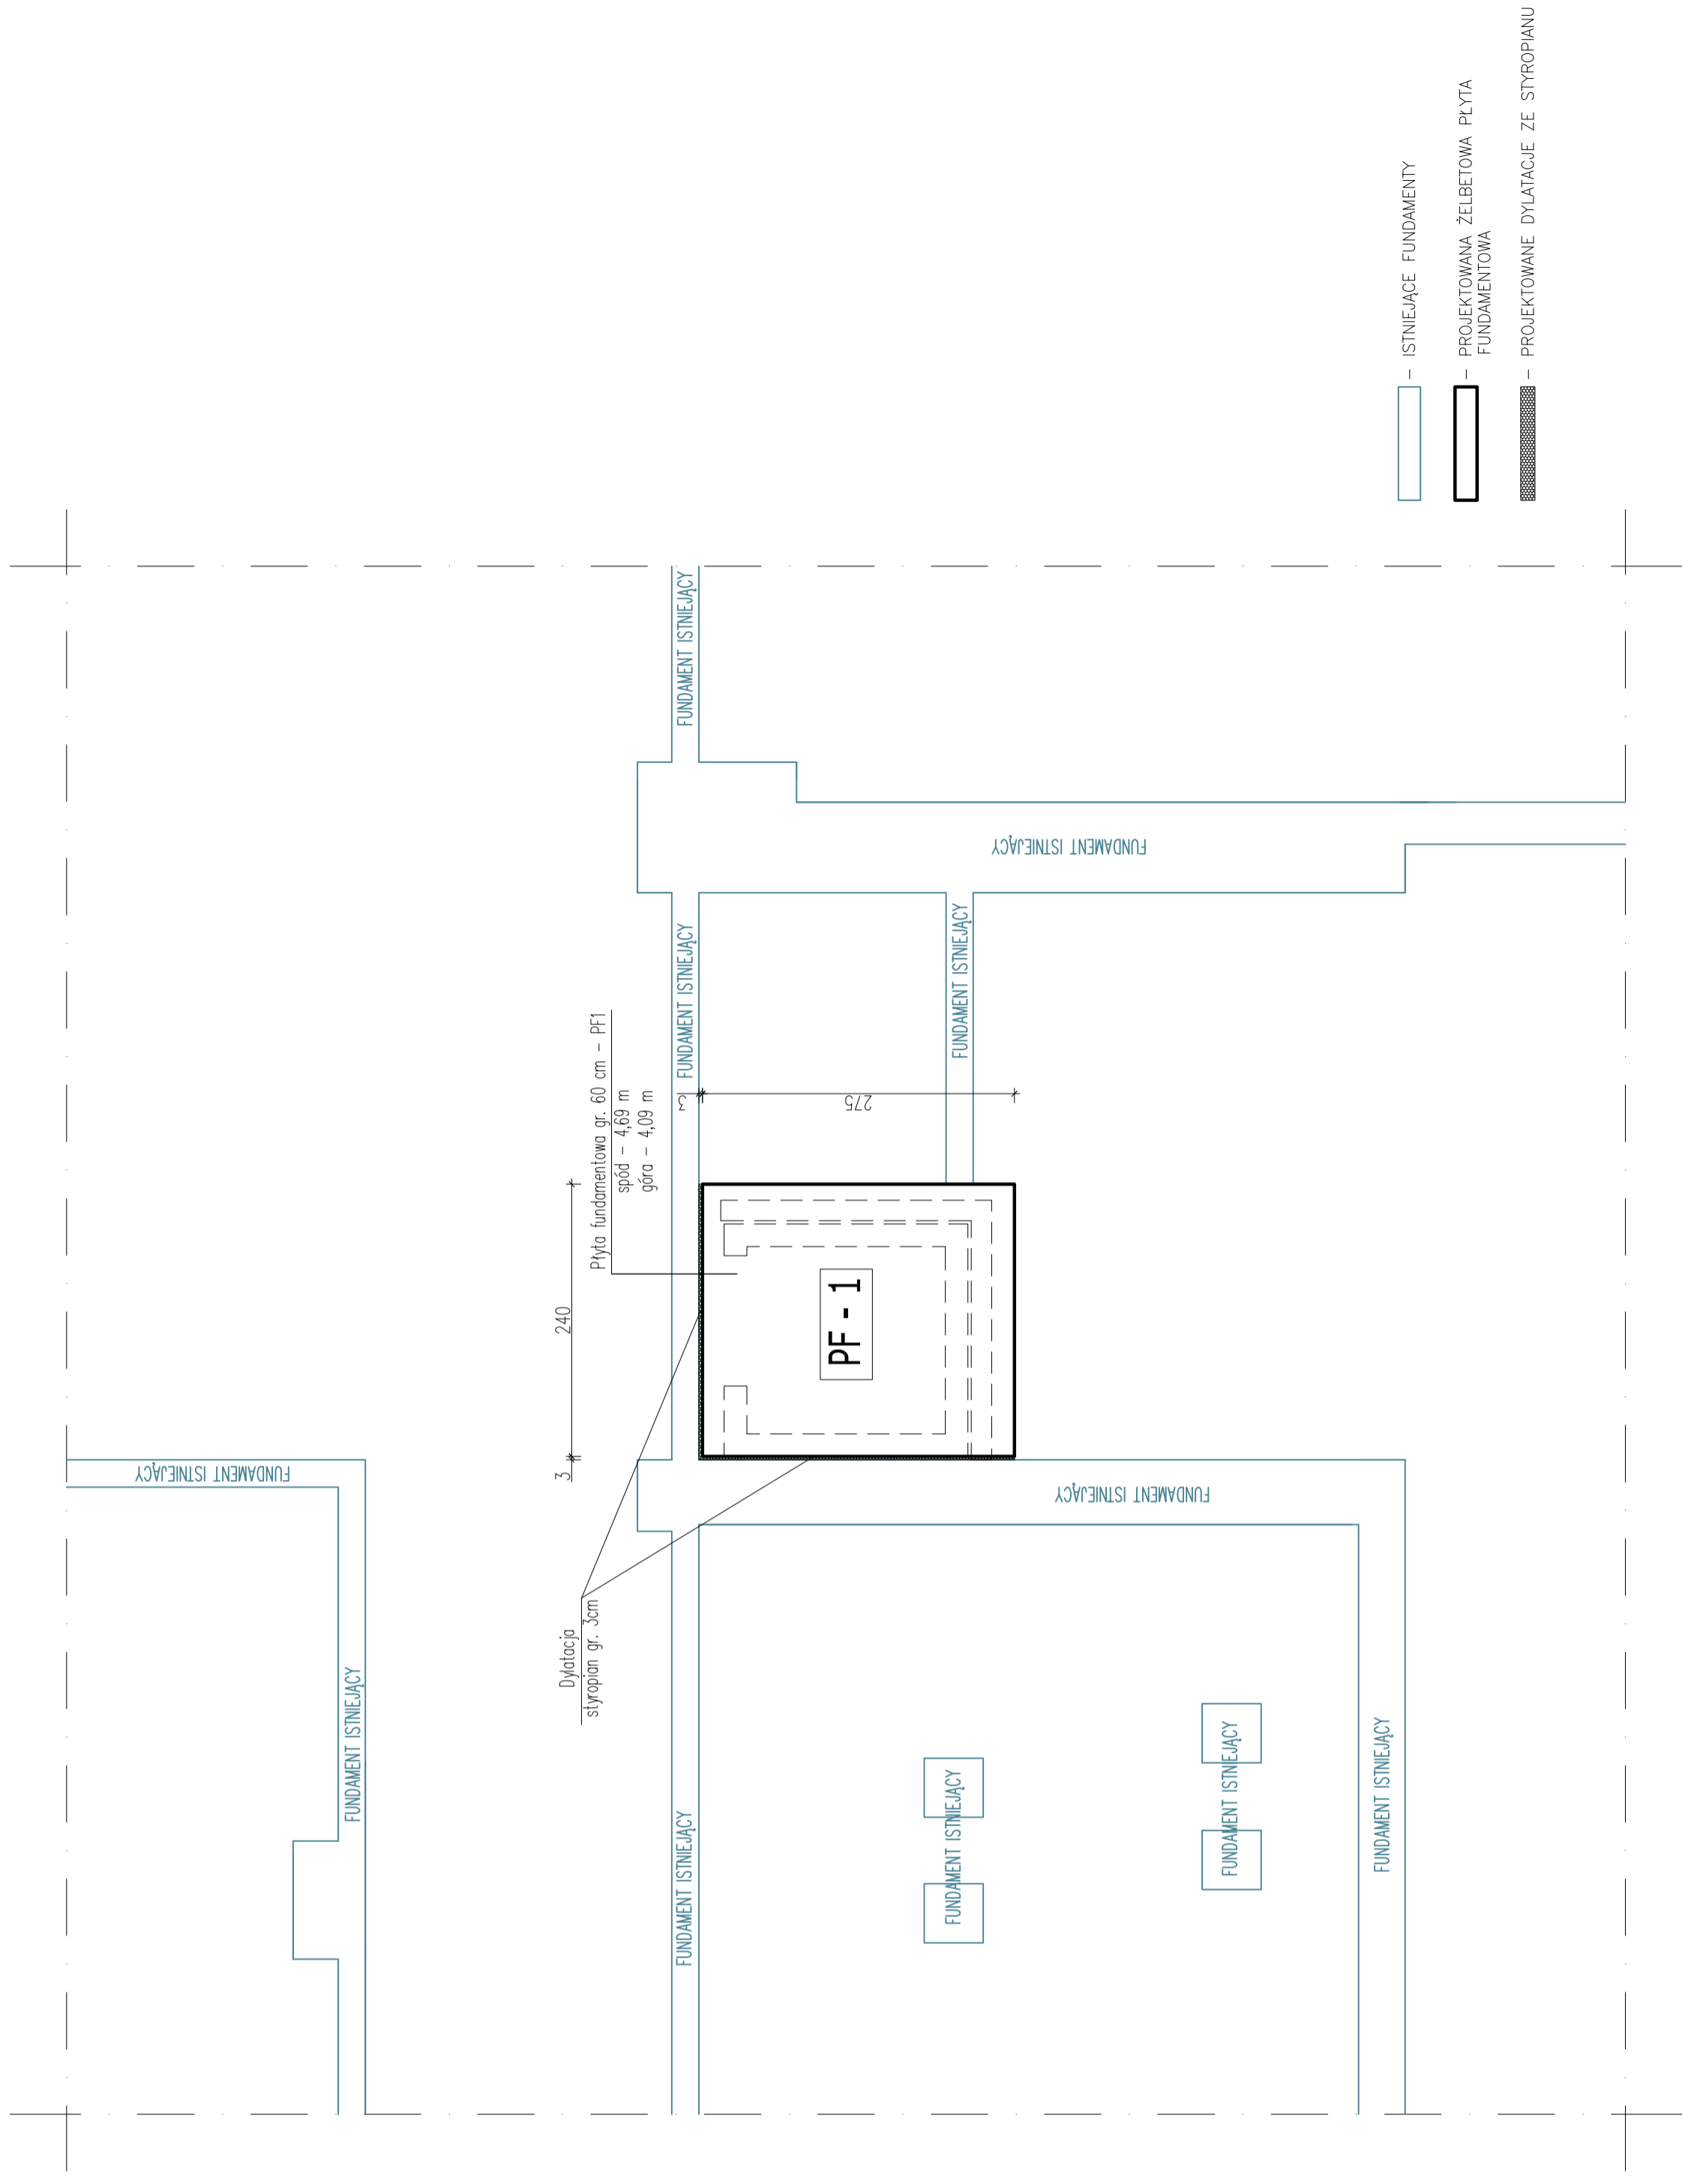 FUNDAMENT ISTNIEJĄCY
FUNDAMENT ISTNIEJĄCY
Dylatacja
styropian gr. 3cm
3
240
Płyta fundamentowa gr. 60 cm – PF1
spód – 4,69 m
góra – 4,09 m
FUNDAMENT ISTNIEJĄCY
FUNDAMENT ISTNIEJĄCY
FUNDAMENT ISTNIEJĄCY
3
275
PF - 1
FUNDAMENT ISTNIEJĄCY
FUNDAMENT ISTNIEJĄCY
FUNDAMENT ISTNIEJĄCY
FUNDAMENT ISTNIEJĄCY
FUNDAMENT ISTNIEJĄCY
FUNDAMENT ISTNIEJĄCY
– ISTNIEJĄCE FUNDAMENTY
– PROJEKTOWANA ŻELBETOWA PŁYTA
FUNDAMENTOWA
– PROJEKTOWANE DYLATACJE ZE STYROPIANU